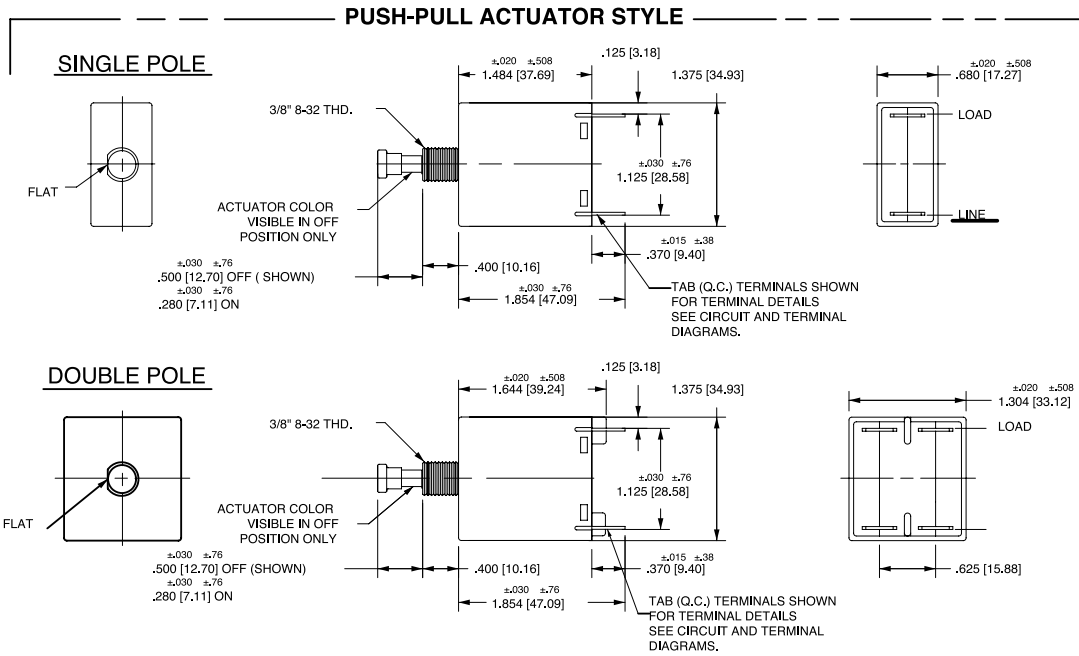 PUSH-PULL ACTUATOR STYLE
SINGLE POLE
±.020 ±.508
1.484 [37.69]
.125 [3.18]
1.375 [34.93]
±.020 ±.508
.680 [17.27]
3/8" 8-32 THD.
LOAD
FLAT
±.030 ±.76
1.125 [28.58]
ACTUATOR COLOR
VISIBLE IN OFF
POSITION ONLY
LINE
±.015 ±.38
.370 [9.40]
±.030 ±.76
.500 [12.70] OFF ( SHOWN)
±.030 ±.76
.280 [7.11] ON
.400 [10.16]
±.030 ±.76
1.854 [47.09]
TAB (Q.C.) TERMINALS SHOWN
FOR TERMINAL DETAILS
SEE CIRCUIT AND TERMINAL
DIAGRAMS.
DOUBLE POLE
±.020 ±.508
1.644 [39.24]
.125 [3.18]
1.375 [34.93]
±.020 ±.508
1.304 [33.12]
3/8" 8-32 THD.
LOAD
FLAT
±.030 ±.76
1.125 [28.58]
ACTUATOR COLOR
VISIBLE IN OFF
POSITION ONLY
±.015 ±.38
.370 [9.40]
±.030 ±.76
.500 [12.70] OFF (SHOWN)
±.030 ±.76
.280 [7.11] ON
.400 [10.16]
.625 [15.88]
±.030 ±.76
1.854 [47.09]
TAB (Q.C.) TERMINALS SHOWN
FOR TERMINAL DETAILS
SEE CIRCUIT AND TERMINAL
DIAGRAMS.